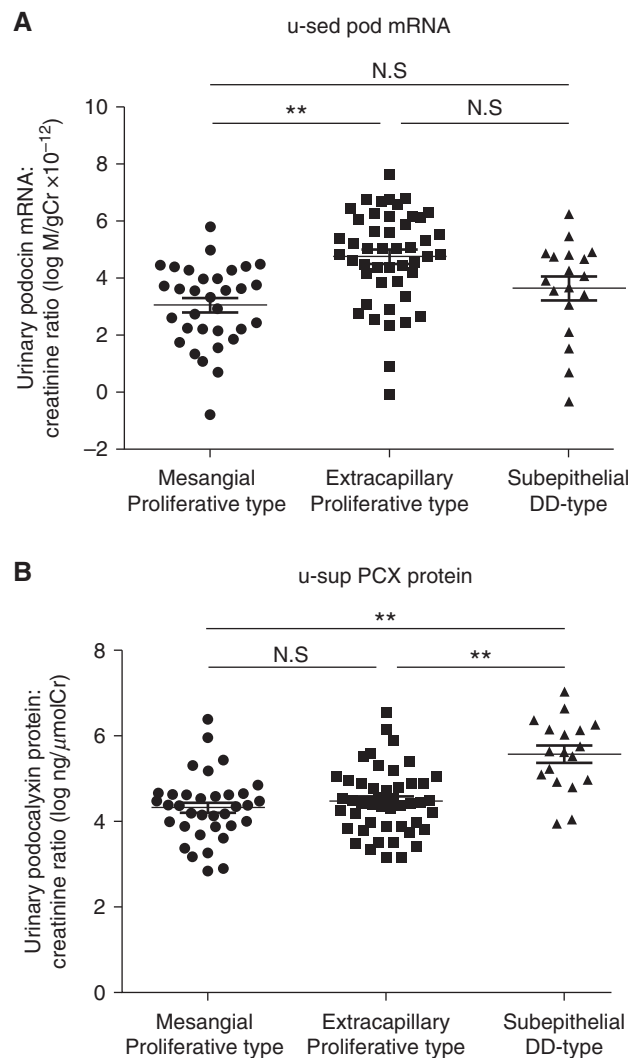 A
u-sed pod mRNA
N.S
**
N.S
Urinary podocin mRNA:
creatinine ratio (log M/gCr ×10−12)
10
8
6
4
2
0
−2
Mesangial
Proliferative type
Extracapillary
Proliferative type
Subepithelial
DD-type
B
u-sup PCX protein
**
N.S
**
Urinary podocalyxin protein:
creatinine ratio (log ng/μmolCr)
8
6
4
2
0
Mesangial
Proliferative type
Extracapillary
Proliferative type
Subepithelial
DD-type